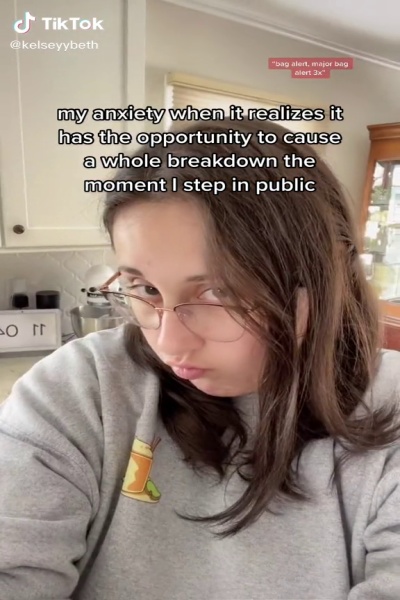 TikTok
@kelseyybeth
"bag alert, major bag
alert 3x"
my anxiety when it realizes it
has the opportunity to cause
a whole breakdown the
moment I step in public
11 04